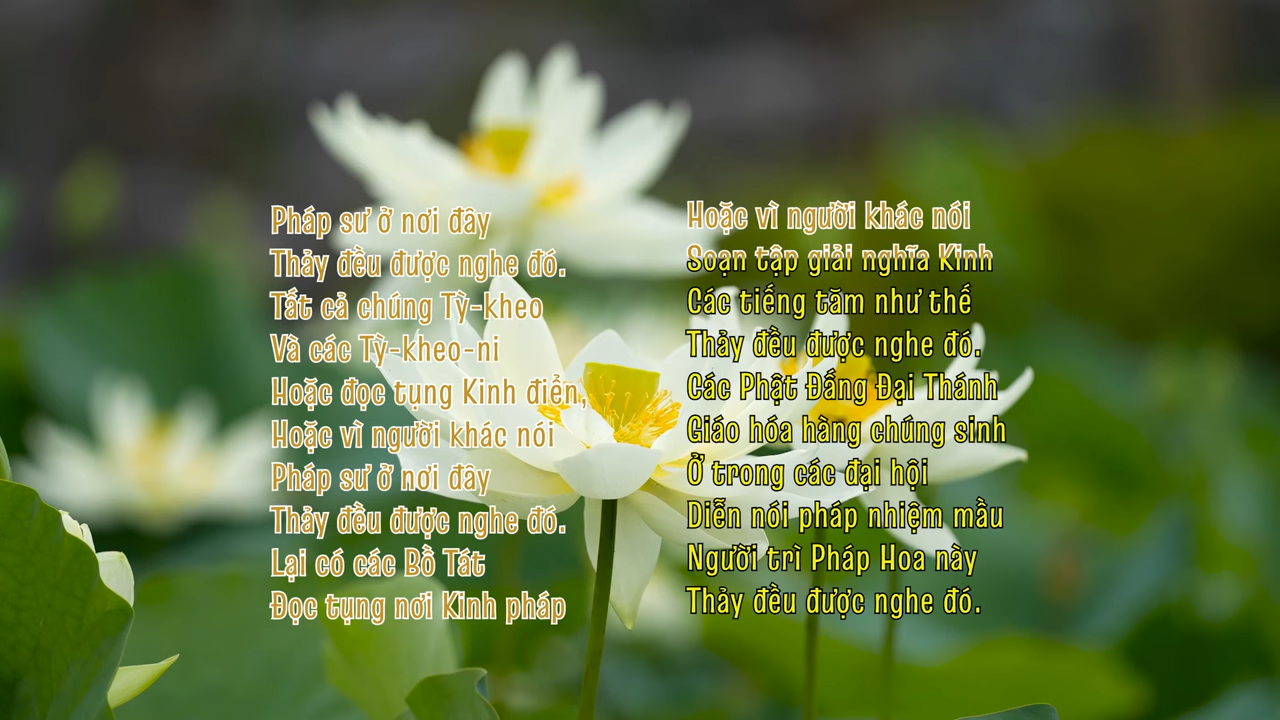 Pháp sư ở nơi đây
Thảy đều được nghe đó.
Tất cả chúng Tỳ-kheo
Và các Tỳ-kheo-ni
Hoặc đọc tụng Kinh điển,
Hoặc vì người khác nói
Pháp sư ở nơi đây
Thảy đều được nghe đó.
Lại có các Bồ Tát
Đọc tụng nơi Kinh pháp
Hoặc vì người khác nói
Soạn tập giải nghĩa Kinh
Các tiếng tăm như thế
Thảy đều được nghe đó.
Các Phật Đấng Đại Thánh
Giáo hóa hàng chúng sinh
Ở trong các đại hội
Diễn nói pháp nhiệm mầu
Người trì Pháp Hoa này
Thảy đều được nghe đó.